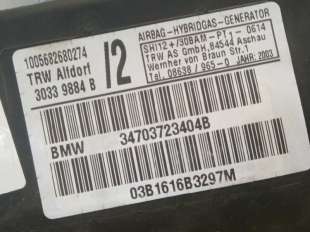 1005682680274
TRW Alfdorf
3033 9884 B
/2
AIRBAG-HYBRIDGAS-GENERATOR
SHI12+/30BAM-PT1-0614
TRW AS GmbH, 84544 Aschau
Wernher von Braun Str. 1
Tel. 08638 / 965-0 JAHR: 2003
BMW 34703723404B
03B1616B3297M